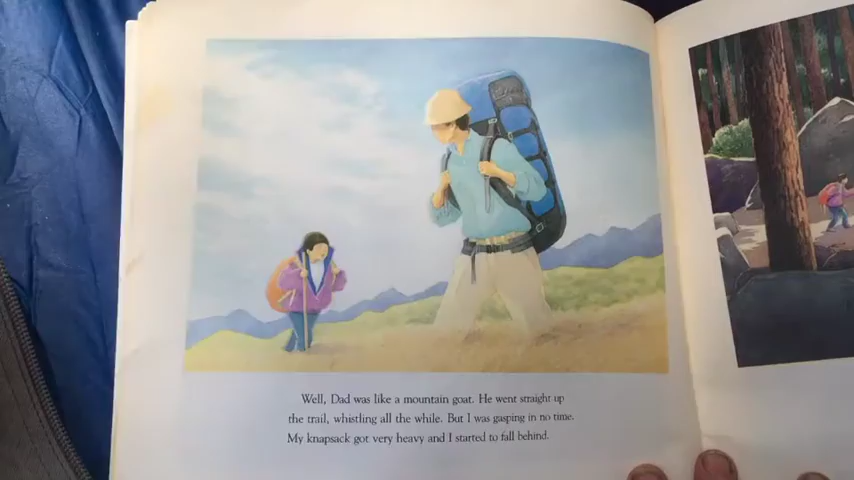 Well, Dad was like a mountain goat. He went straight up
the trail, whistling all the while. But I was gasping in no time.
My knapsack got very heavy and I started to fall behind.